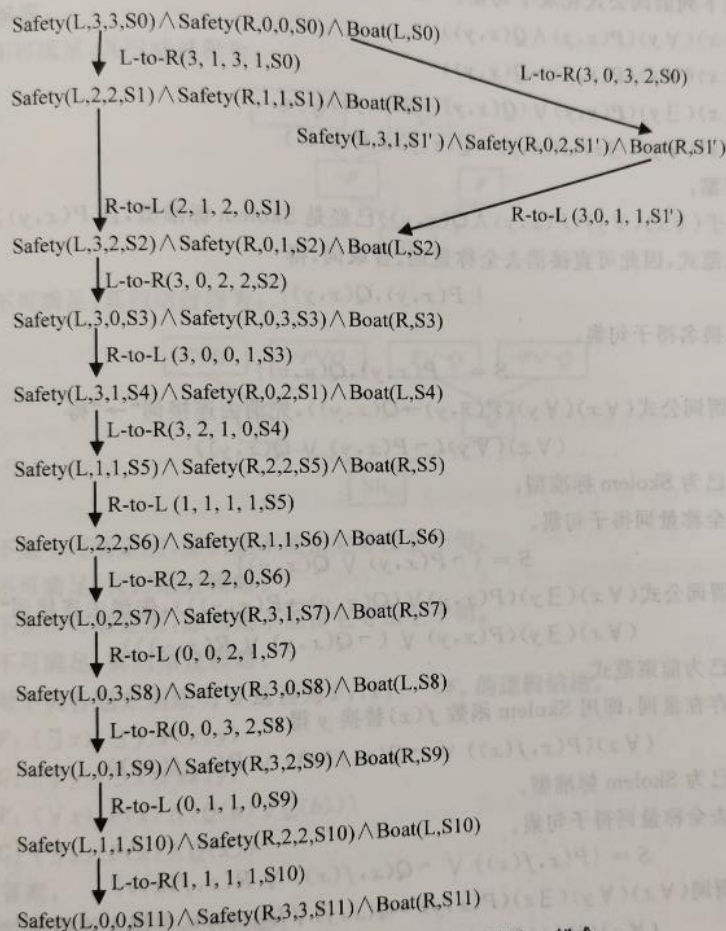 Safety(L,3,3,S0)∧Safety(R,0,0,S0)∧Boat(L,S0)
L-to-R(3, 1, 3, 1,S0)
L-to-R(3, 0, 3, 2,S0)
Safety(L,2,2,S1)∧Safety(R,1,1,S1)∧Boat(R,S1)
Safety(L,3,1,S1')∧Safety(R,0,2,S1')∧Boat(R,S1')
R-to-L (2, 1, 2, 0,S1)
R-to-L (3,0, 1, 1,S1')
Safety(L,3,2,S2)∧Safety(R,0,1,S2)∧Boat(L,S2)
L-to-R(3, 0, 2, 2,S2)
Safety(L,3,0,S3)∧Safety(R,0,3,S3)∧Boat(R,S3)
R-to-L (3, 0, 0, 1,S3)
Safety(L,3,1,S4)∧Safety(R,0,2,S1)∧Boat(L,S4)
L-to-R(3, 2, 1, 0,S4)
Safety(L,1,1,S5)∧Safety(R,2,2,S5)∧Boat(R,S5)
R-to-L (1, 1, 1, 1,S5)
Safety(L,2,2,S6)∧Safety(R,1,1,S6)∧Boat(L,S6)
L-to-R(2, 2, 2, 0,S6)
Safety(L,0,2,S7)∧Safety(R,3,1,S7)∧Boat(R,S7)
R-to-L (0, 0, 2, 1,S7)
Safety(L,0,3,S8)∧Safety(R,3,0,S8)∧Boat(L,S8)
L-to-R(0, 0, 3, 2,S8)
Safety(L,0,1,S9)∧Safety(R,3,2,S9)∧Boat(R,S9)
R-to-L (0, 1, 1, 0,S9)
Safety(L,1,1,S10)∧Safety(R,2,2,S10)∧Boat(L,S10)
L-to-R(1, 1, 1, 1,S10)
Safety(L,0,0,S11)∧Safety(R,3,3,S11)∧Boat(R,S11)